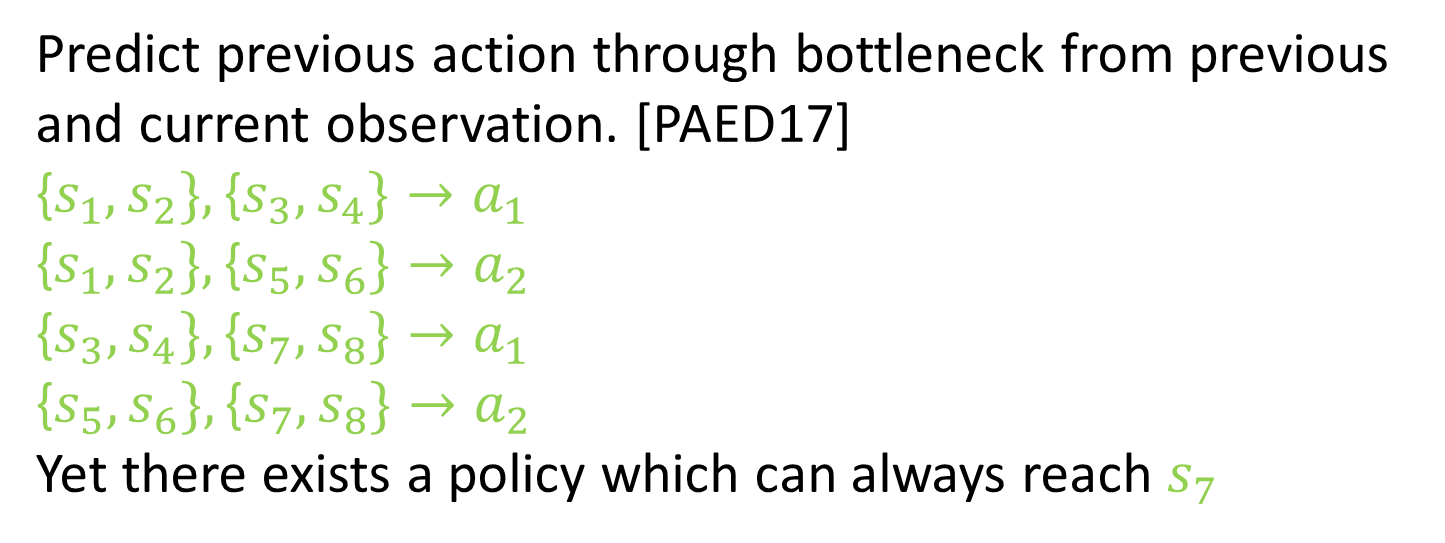 Predict previous action through bottleneck from previous
and current observation. [PAED17]
{s₁, s₂}, {s₃, s₄} → a₁
{s₁, s₂}, {s₅, s₆} → a₂
{s₃, s₄}, {s₇, s₈} → a₁
{s₅, s₆}, {s₇, s₈} → a₂
Yet there exists a policy which can always reach s₇